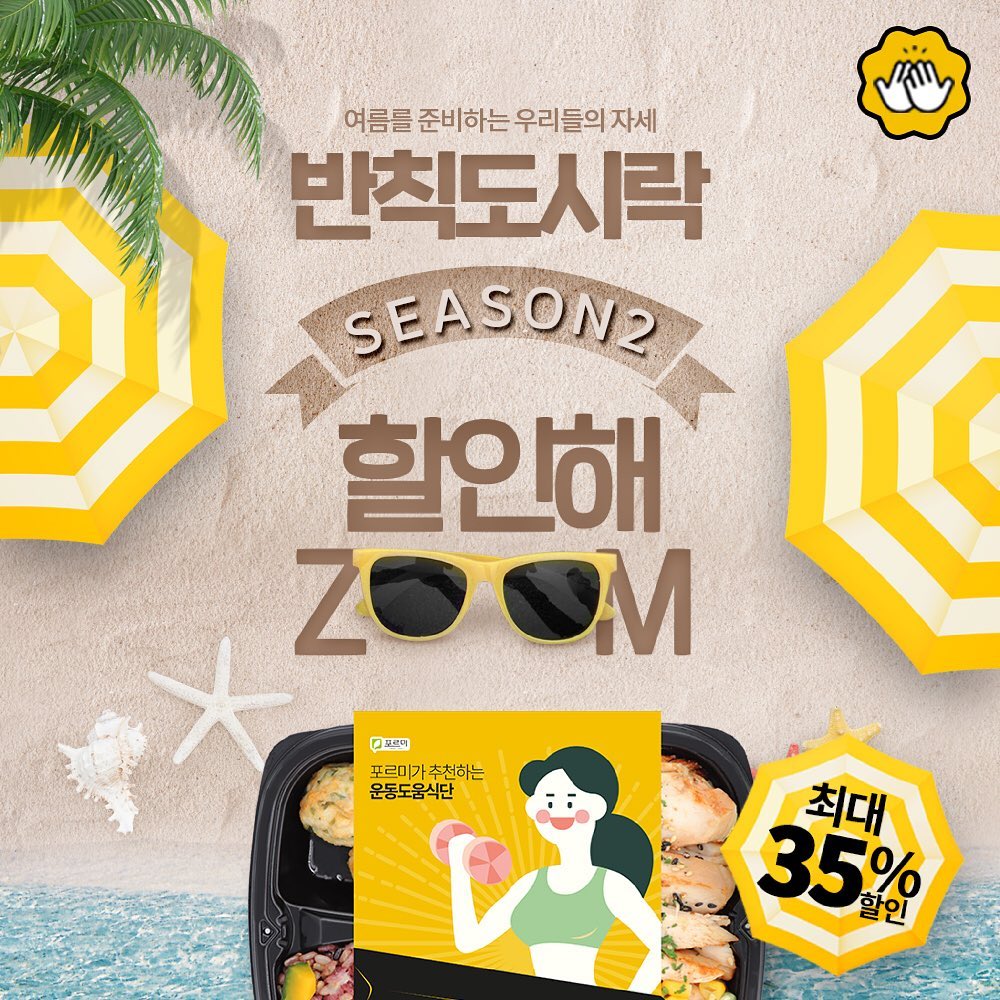 여름를 준비하는 우리들의 자세
반칙도시락
SEASON2
할인해
ZOOM
포르미
포르미가 추천하는
운동도움식단
최대
35%
할인